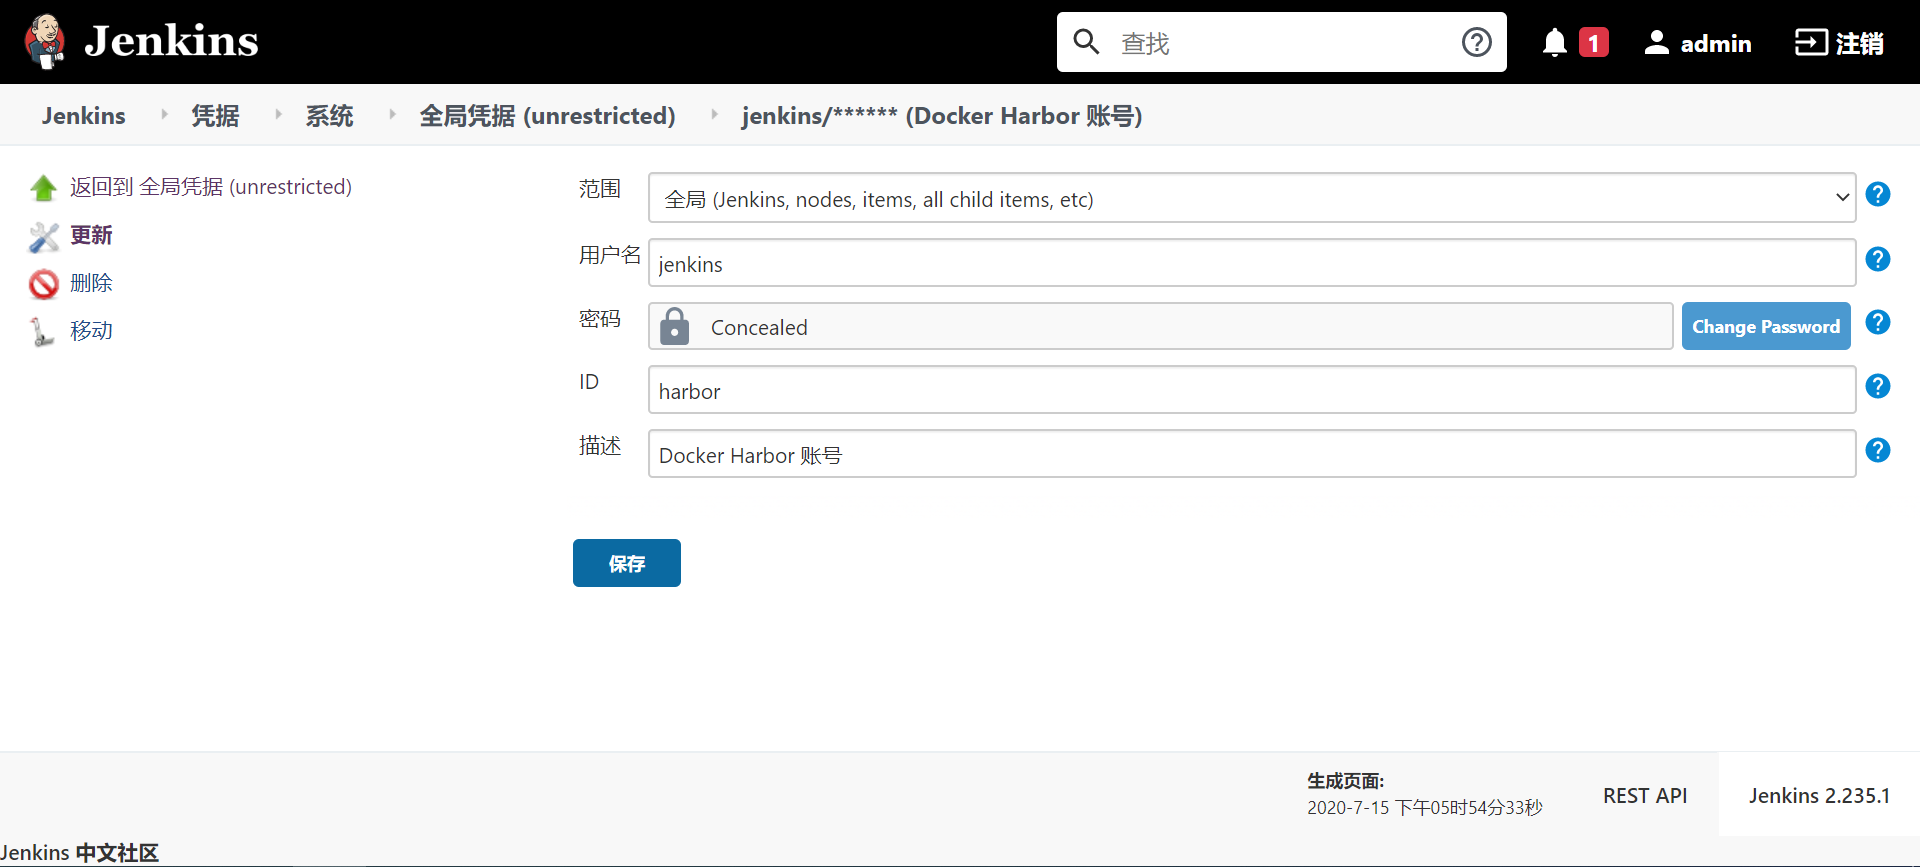 Jenkins
查找
1
admin
注销
Jenkins
凭据
系统
全局凭据 (unrestricted)
jenkins/****** (Docker Harbor 账号)
返回到 全局凭据 (unrestricted)
更新
删除
移动
范围
全局 (Jenkins, nodes, items, all child items, etc)
用户名
jenkins
密码
Concealed
Change Password
ID
harbor
描述
Docker Harbor 账号
保存
生成页面:
2020-7-15 下午05时54分33秒
REST API
Jenkins 2.235.1
Jenkins 中文社区